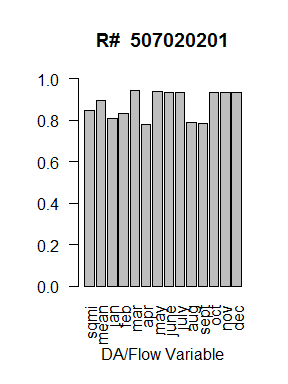 R# 507020201
1.0
0.8
0.6
0.4
0.2
0.0
sqmi
mean
jan
feb
mar
apr
may
june
july
aug
sept
oct
nov
dec
DA/Flow Variable